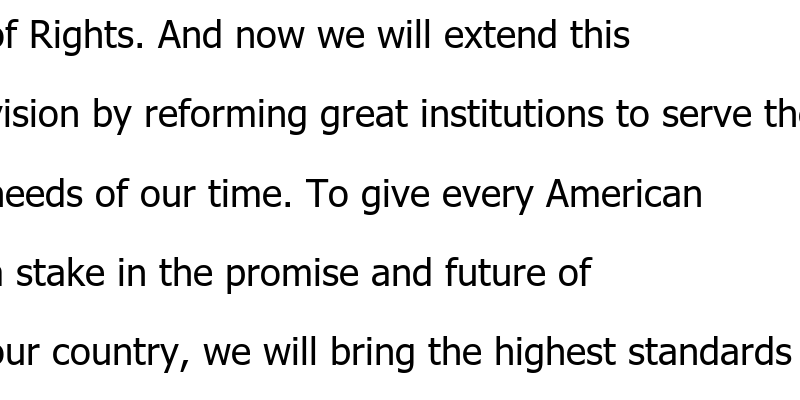 of Rights. And now we will extend this
vision by reforming great institutions to serve the
needs of our time. To give every American
a stake in the promise and future of
our country, we will bring the highest standards